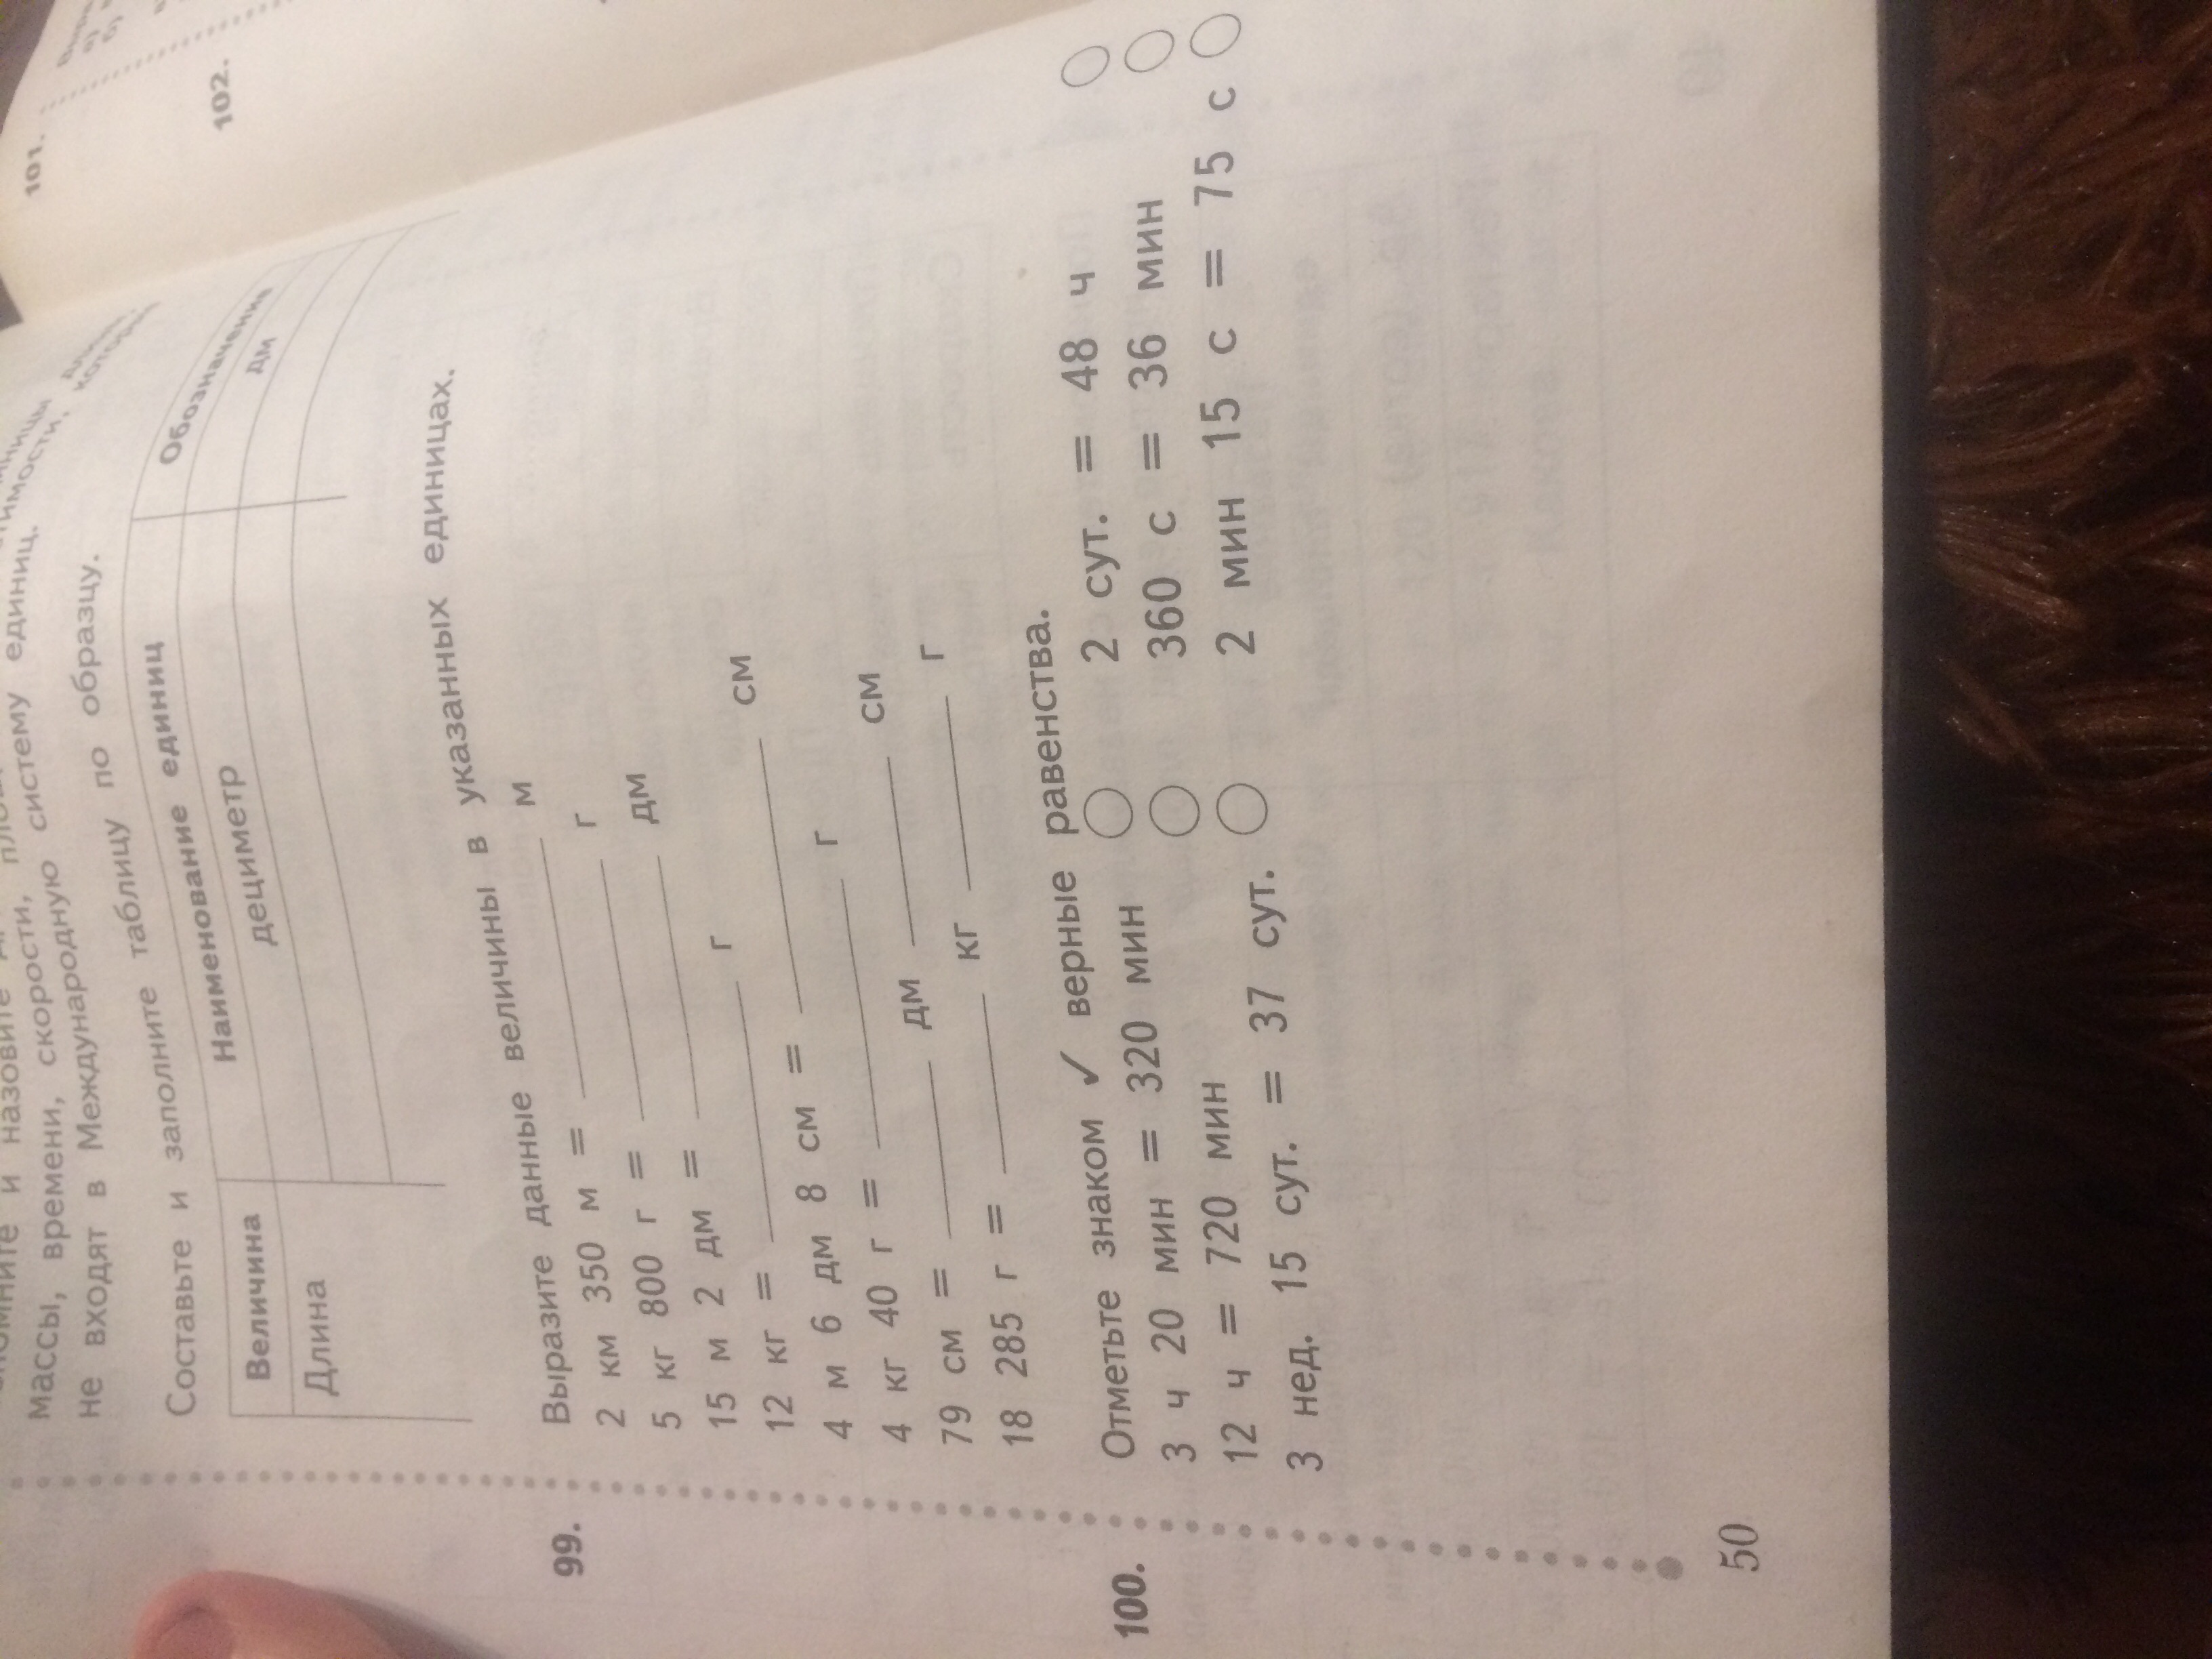 и назовите
массы, времени, скорости,
не входят в Международную систему единиц.
Составьте и заполните таблицу по образцу.
Величина
Наименование единиц
Обозначение
Длина
дециметр
дм
99.
Выразите данные величины в указанных единицах.
2 км 350 м = м
5 кг 800 г = г
15 м 2 дм = дм
12 кг = г
4 м 6 дм 8 см = см
4 кг 40 г = г
79 см = дм см
18 285 г = кг г
100.
Отметьте знаком ✓ верные равенства.
3 ч 20 мин = 320 мин ○ 2 сут. = 48 ч ○
12 ч = 720 мин ○ 360 с = 36 мин ○
3 нед. 15 сут. = 37 сут. ○ 2 мин 15 с = 75 с ○
50
101.
102.